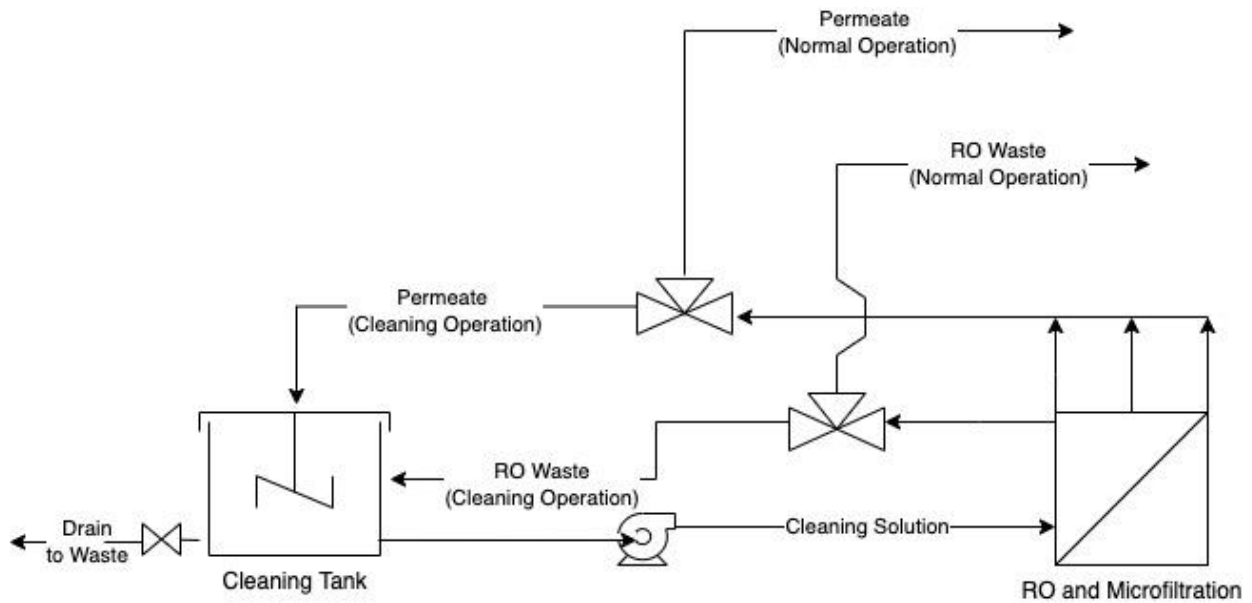 Permeate
(Normal Operation)
RO Waste
(Normal Operation)
Permeate
(Cleaning Operation)
RO Waste
(Cleaning Operation)
Drain
to Waste
Cleaning Solution
Cleaning Tank
RO and Microfiltration